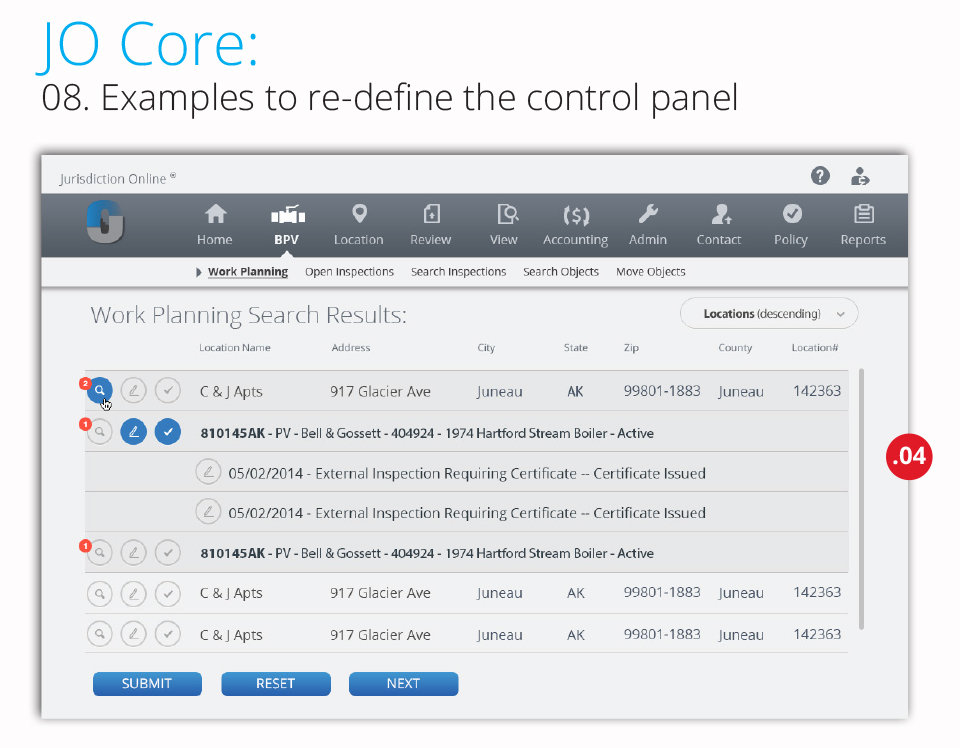 JO Core:
08. Examples to re-define the control panel
Jurisdiction Online ®
?
Home BPV Location Review View Accounting Admin Contact Policy Reports
Work Planning Open Inspections Search Inspections Search Objects Move Objects
Work Planning Search Results:
Locations (descending)
Location Name Address City State Zip County Location#
2 C & J Apts 917 Glacier Ave Juneau AK 99801-1883 Juneau 142363
1 810145AK - PV - Bell & Gossett - 404924 - 1974 Hartford Stream Boiler - Active
.04
05/02/2014 - External Inspection Requiring Certificate -- Certificate Issued
05/02/2014 - External Inspection Requiring Certificate -- Certificate Issued
1 810145AK - PV - Bell & Gossett - 404924 - 1974 Hartford Stream Boiler - Active
C & J Apts 917 Glacier Ave Juneau AK 99801-1883 Juneau 142363
C & J Apts 917 Glacier Ave Juneau AK 99801-1883 Juneau 142363
SUBMIT RESET NEXT